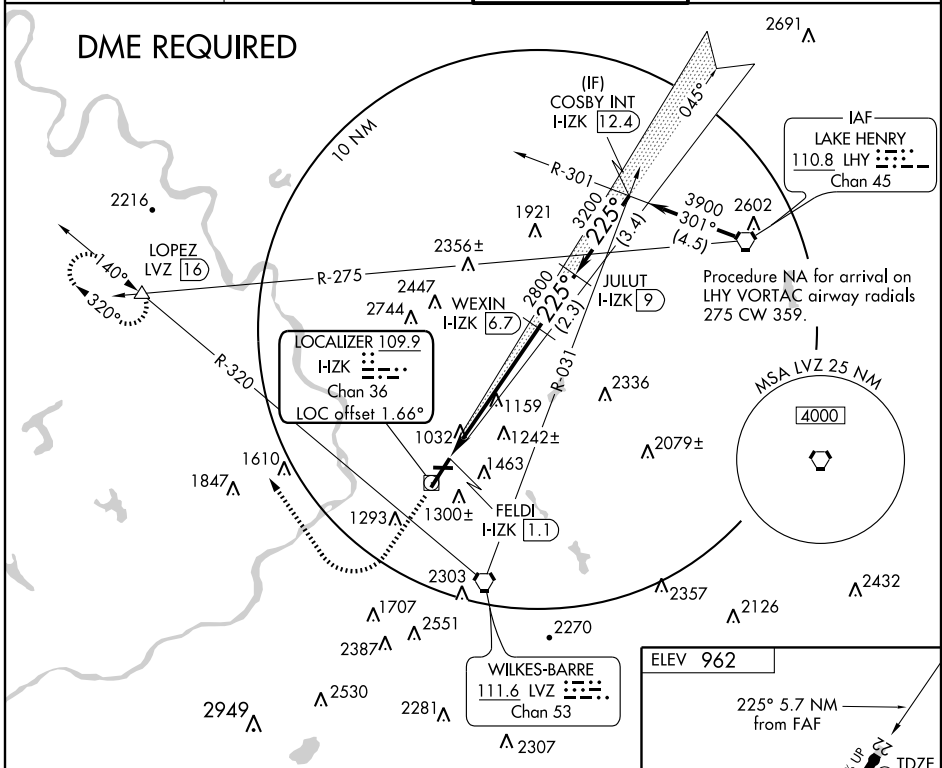 DME REQUIRED
2691
(IF)
COSBY INT
I-IZK 12.4
045°
10 NM
IAF
LAKE HENRY
110.8 LHY
Chan 45
R-301
3900
301°
(4.5)
2602
2216
1921
3200
225°
(3.4)
LOPEZ
LVZ 16
140°
320°
2356±
R-275
JULUT
I-IZK 9
Procedure NA for arrival on
LHY VORTAC airway radials
275 CW 359.
2447
2744
WEXIN
I-IZK 6.7
2800
225°
(2.3)
LOCALIZER 109.9
I-IZK
Chan 36
LOC offset 1.66°
R-320
R-031
2336
MSA LVZ 25 NM
4000
1159
1032
1242±
2079±
1463
1610
1847
1300±
1293
FELDI
I-IZK 1.1
2303
2357
2432
2126
1707
2551
2387
2270
WILKES-BARRE
111.6 LVZ
Chan 53
2530
2949
2281
2307
ELEV 962
225° 5.7 NM
from FAF
22
UP
TDZE